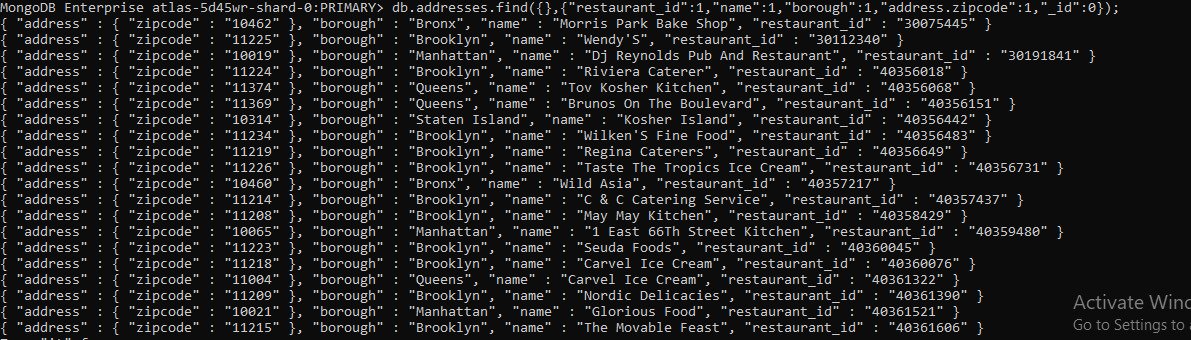 MongoDB Enterprise atlas-5d45wr-shard-0:PRIMARY> db.addresses.find({},{"restaurant_id":1,"name":1,"borough":1,"address.zipcode":1,"_id":0});
{ "address" : { "zipcode" : "10462" }, "borough" : "Bronx", "name" : "Morris Park Bake Shop", "restaurant_id" : "30075445" }
{ "address" : { "zipcode" : "11225" }, "borough" : "Brooklyn", "name" : "Wendy'S", "restaurant_id" : "30112340" }
{ "address" : { "zipcode" : "10019" }, "borough" : "Manhattan", "name" : "Dj Reynolds Pub And Restaurant", "restaurant_id" : "30191841" }
{ "address" : { "zipcode" : "11224" }, "borough" : "Brooklyn", "name" : "Riviera Caterer", "restaurant_id" : "40356018" }
{ "address" : { "zipcode" : "11374" }, "borough" : "Queens", "name" : "Tov Kosher Kitchen", "restaurant_id" : "40356068" }
{ "address" : { "zipcode" : "11369" }, "borough" : "Queens", "name" : "Brunos On The Boulevard", "restaurant_id" : "40356151" }
{ "address" : { "zipcode" : "10314" }, "borough" : "Staten Island", "name" : "Kosher Island", "restaurant_id" : "40356442" }
{ "address" : { "zipcode" : "11234" }, "borough" : "Brooklyn", "name" : "Wilken'S Fine Food", "restaurant_id" : "40356483" }
{ "address" : { "zipcode" : "11219" }, "borough" : "Brooklyn", "name" : "Regina Caterers", "restaurant_id" : "40356649" }
{ "address" : { "zipcode" : "11226" }, "borough" : "Brooklyn", "name" : "Taste The Tropics Ice Cream", "restaurant_id" : "40356731" }
{ "address" : { "zipcode" : "10460" }, "borough" : "Bronx", "name" : "Wild Asia", "restaurant_id" : "40357217" }
{ "address" : { "zipcode" : "11214" }, "borough" : "Brooklyn", "name" : "C & C Catering Service", "restaurant_id" : "40357437" }
{ "address" : { "zipcode" : "11208" }, "borough" : "Brooklyn", "name" : "May May Kitchen", "restaurant_id" : "40358429" }
{ "address" : { "zipcode" : "10065" }, "borough" : "Manhattan", "name" : "1 East 66Th Street Kitchen", "restaurant_id" : "40359480" }
{ "address" : { "zipcode" : "11223" }, "borough" : "Brooklyn", "name" : "Seuda Foods", "restaurant_id" : "40360045" }
{ "address" : { "zipcode" : "11218" }, "borough" : "Brooklyn", "name" : "Carvel Ice Cream", "restaurant_id" : "40360076" }
{ "address" : { "zipcode" : "11004" }, "borough" : "Queens", "name" : "Carvel Ice Cream", "restaurant_id" : "40361322" }
{ "address" : { "zipcode" : "11209" }, "borough" : "Brooklyn", "name" : "Nordic Delicacies", "restaurant_id" : "40361390" }
{ "address" : { "zipcode" : "10021" }, "borough" : "Manhattan", "name" : "Glorious Food", "restaurant_id" : "40361521" }
{ "address" : { "zipcode" : "11215" }, "borough" : "Brooklyn", "name" : "The Movable Feast", "restaurant_id" : "40361606" }
Activate Wind
Go to Settings to a